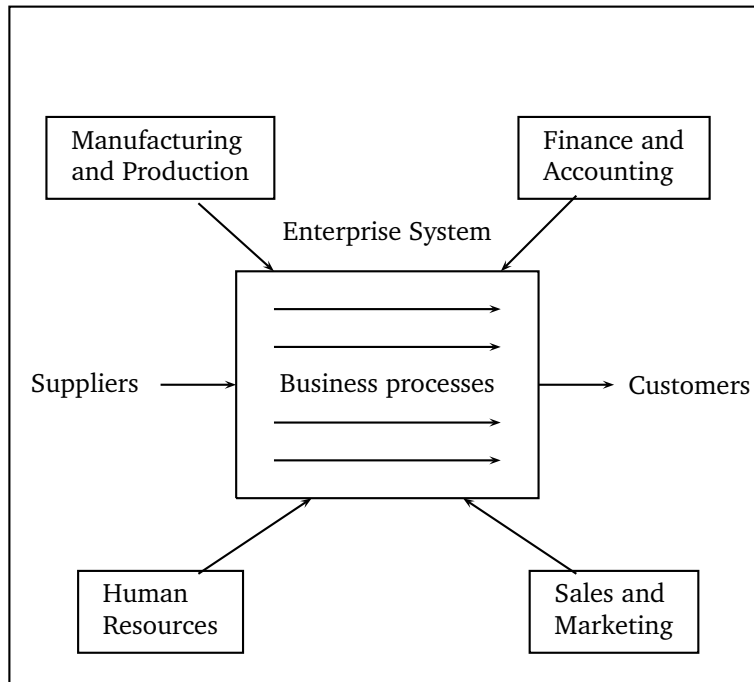 Manufacturing
and Production
Finance and
Accounting
Enterprise System
Suppliers
Business processes
Customers
Human
Resources
Sales and
Marketing